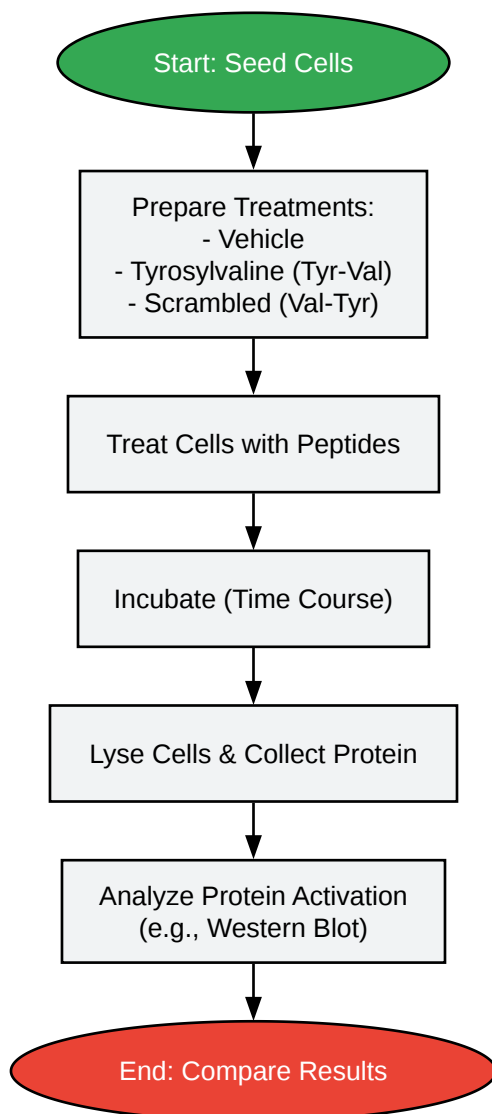 Start: Seed Cells
Prepare Treatments:
- Vehicle
- Tyrosylvaline (Tyr-Val)
- Scrambled (Val-Tyr)
Treat Cells with Peptides
Incubate (Time Course)
Lyse Cells & Collect Protein
Analyze Protein Activation
(e.g., Western Blot)
End: Compare Results